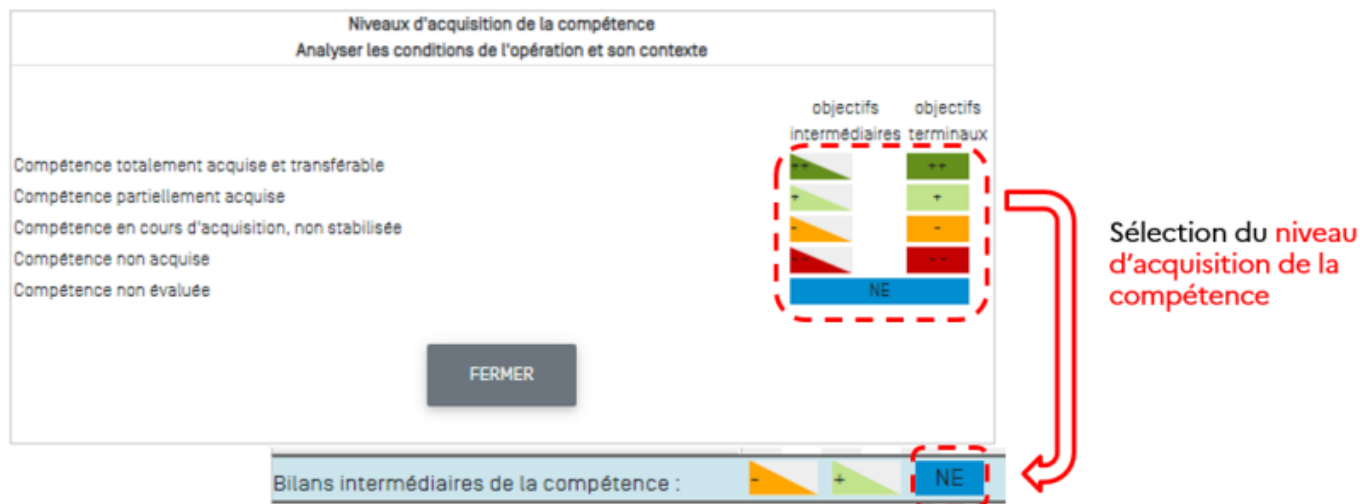 Niveaux d'acquisition de la compétence
Analyser les conditions de l'opération et son contexte
objectifs objectifs
intermédiaires terminaux
Compétence totalement acquise et transférable ++ ++
Compétence partiellement acquise + +
Compétence en cours d'acquisition, non stabilisée - -
Compétence non acquise -- --
Compétence non évaluée NE
Sélection du niveau
d'acquisition de la
compétence
FERMER
Bilans intermédiaires de la compétence : - + NE